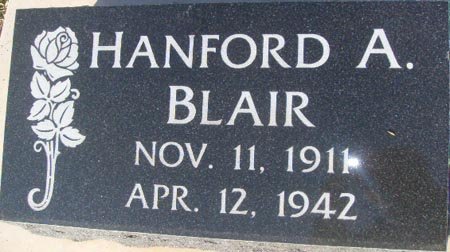 HANFORD A.
BLAIR
NOV. 11, 1911
APR. 12, 1942